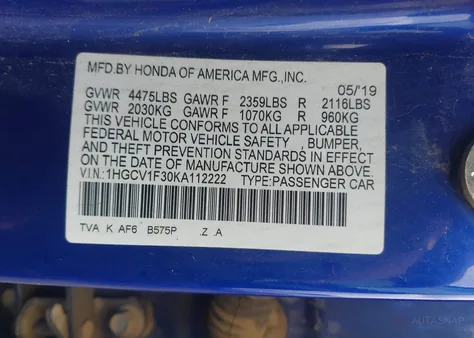 MFD.BY HONDA OF AMERICA MFG.,INC.
05/19
GVWR 4475LBS GAWR F 2359LBS R 2116LBS
GVWR 2030KG GAWR F 1070KG R 960KG
THIS VEHICLE CONFORMS TO ALL APPLICABLE
FEDERAL MOTOR VEHICLE SAFETY , BUMPER,
AND THEFT PREVENTION STANDARDS IN EFFECT
ON THE DATE OF MANUFACTURE SHOWN ABOVE.
V.I.N.:1HGCV1F30KA112222 TYPE:PASSENGER CAR
TVA K AF6 B575P .Z .A
AUTASNAP